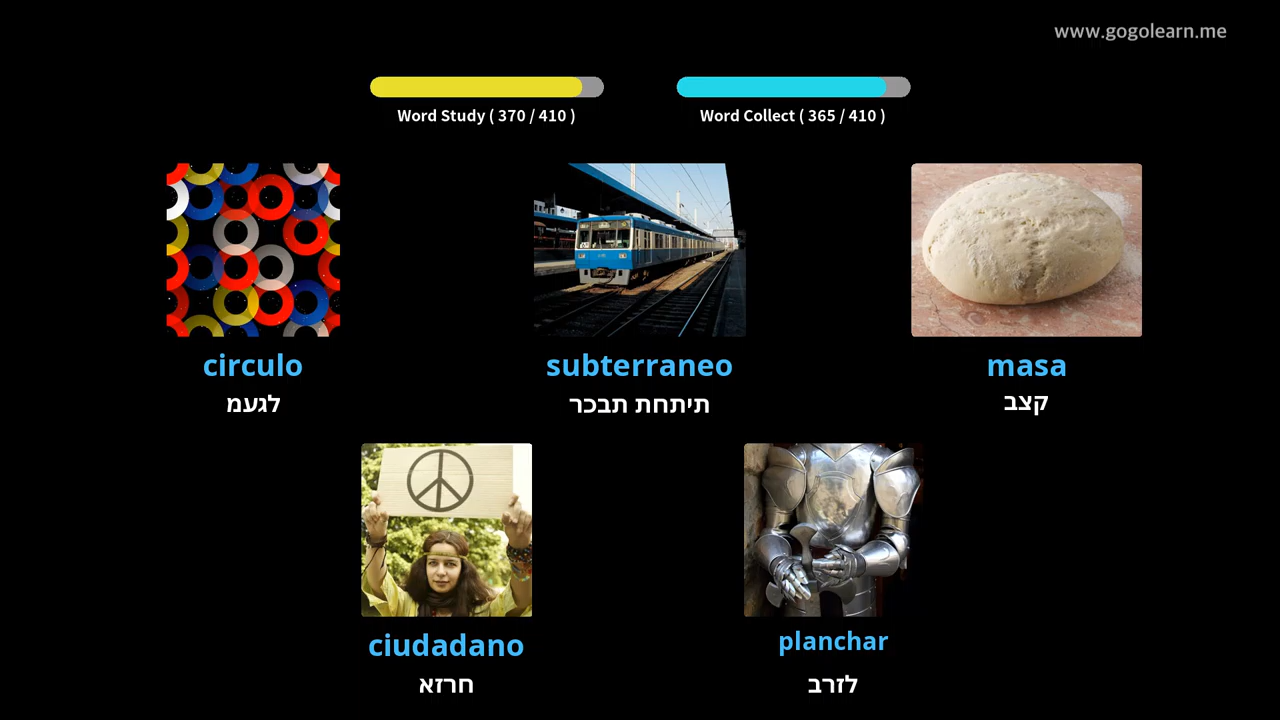 www.gogolearn.me
Word Study ( 370 / 410 )
Word Collect ( 365 / 410 )
circulo
לגעמ
subterraneo
תיתחת תבכר
masa
קצב
ciudadano
חרזא
planchar
לזרב